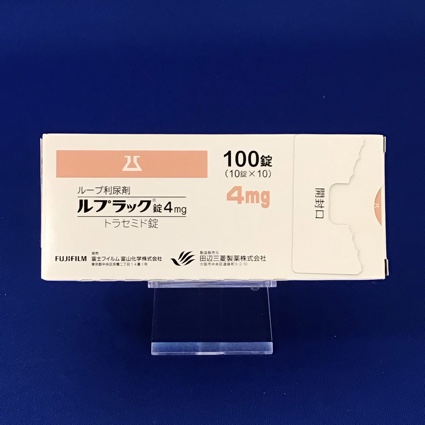 100錠
(10錠×10)
ループ利尿剤
ルプラック®錠4mg
4mg
トラセミド錠
開封口
FUJIFILM
富士フイルム富山化学株式会社
田辺三菱製薬株式会社